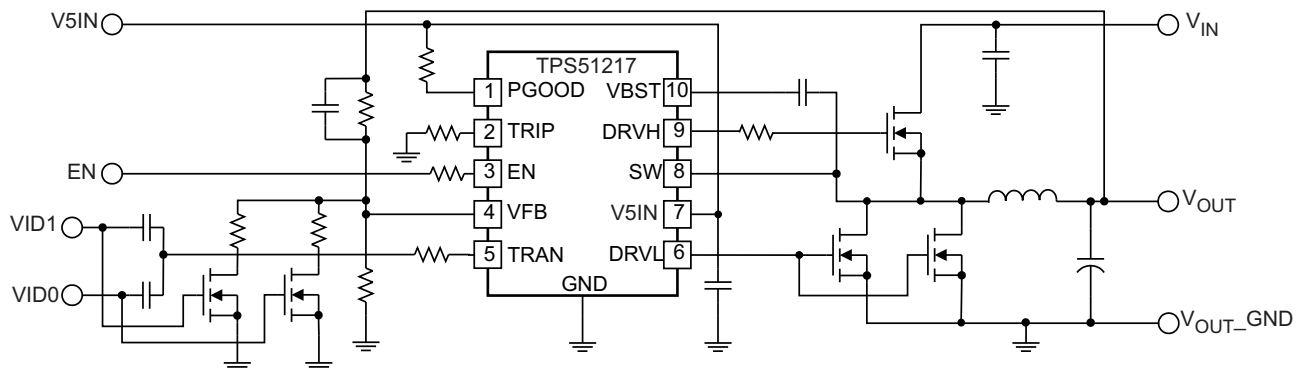 V5IN
V_IN
TPS51217
1 PGOOD
VBST 10
2 TRIP
DRVH 9
EN
3 EN
SW 8
4 VFB
V5IN 7
V_OUT
VID1
5 TRAN
DRVL 6
GND
VID0
V_OUT_GND